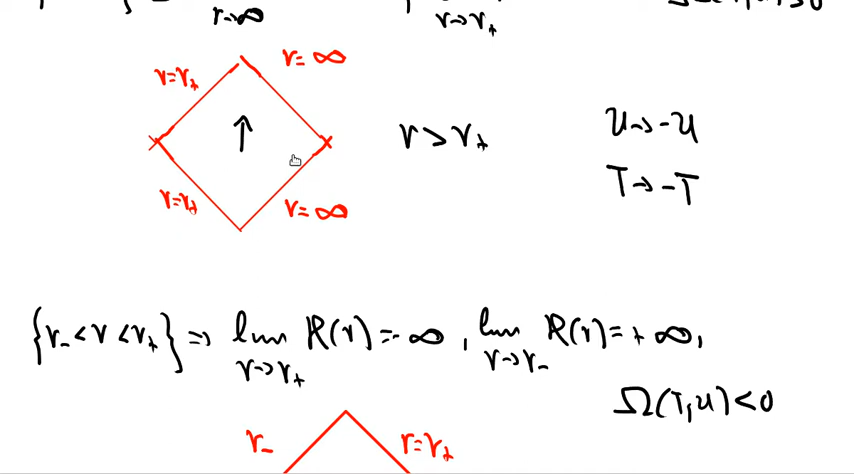 r→∞ r→r₊
r=r₊ r=∞
r>r₊ u→-u
T→-T
r=r₊ r=∞
{r₋<r<r₊} ⇒ lim R(r)=-∞, lim R(r)=+∞,
r→r₊ r→r₋
Ω(T,u)<0
r₋ r=r₊